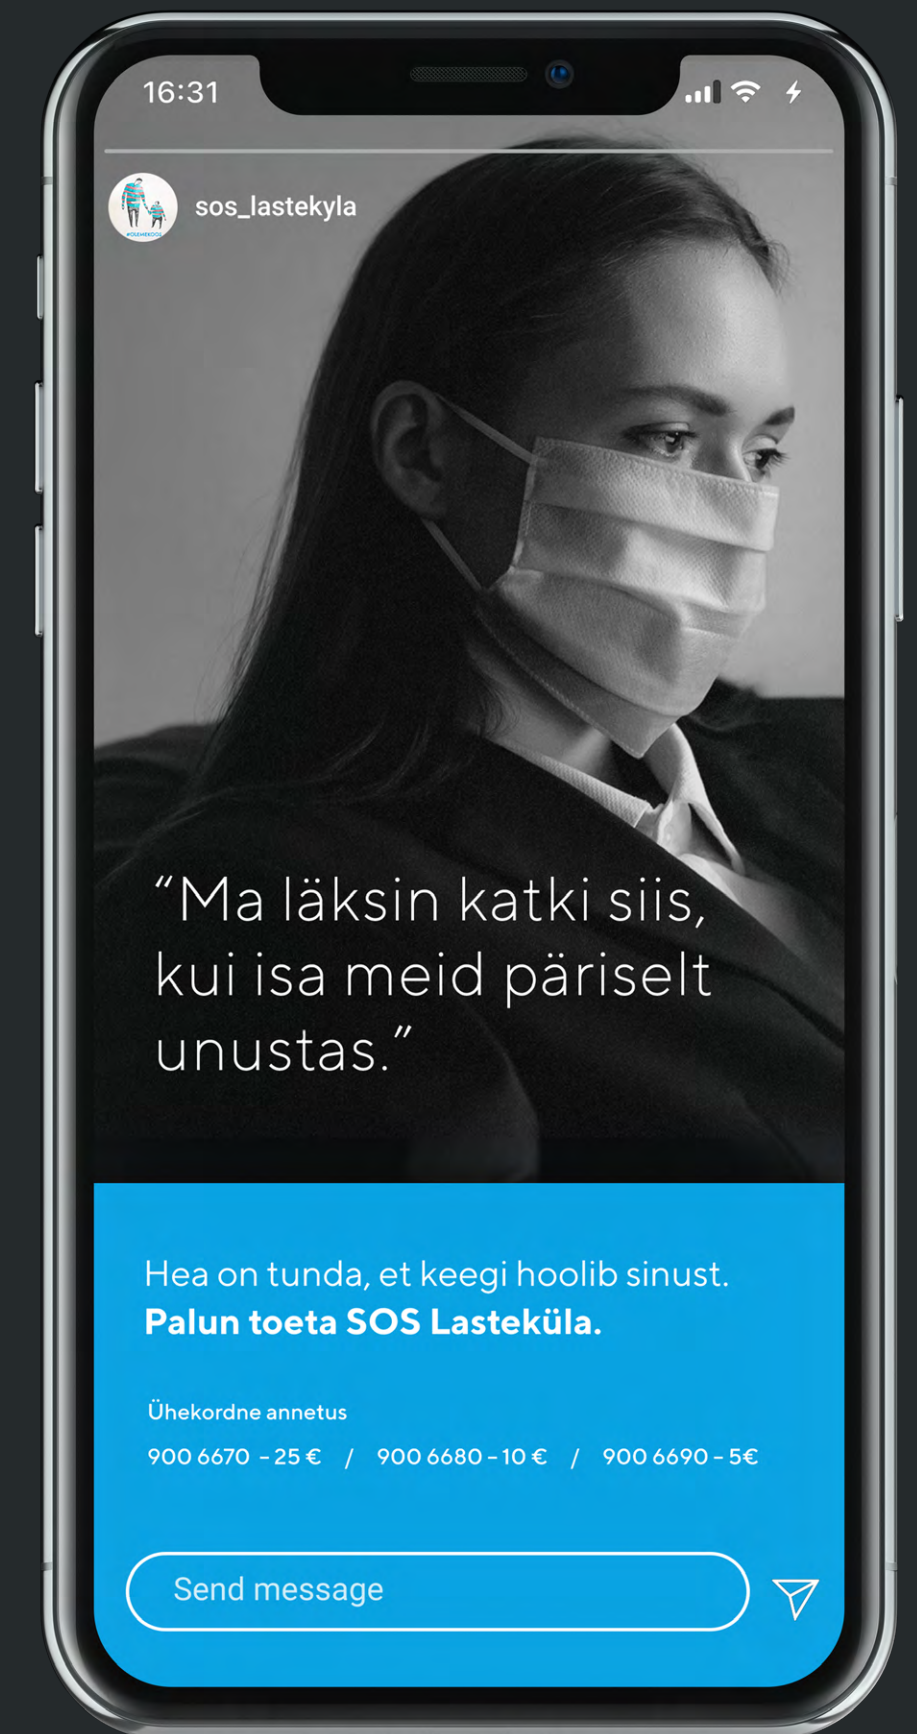 16:31
sos_lastekyla
#OLEMEKOOS
“Ma läksin katki siis,
kui isa meid päriselt
unustas.”
Hea on tunda, et keegi hoolib sinust.
Palun toeta SOS Lasteküla.
Ühekordne annetus
900 6670 – 25 € / 900 6680 – 10 € / 900 6690 – 5€
Send message